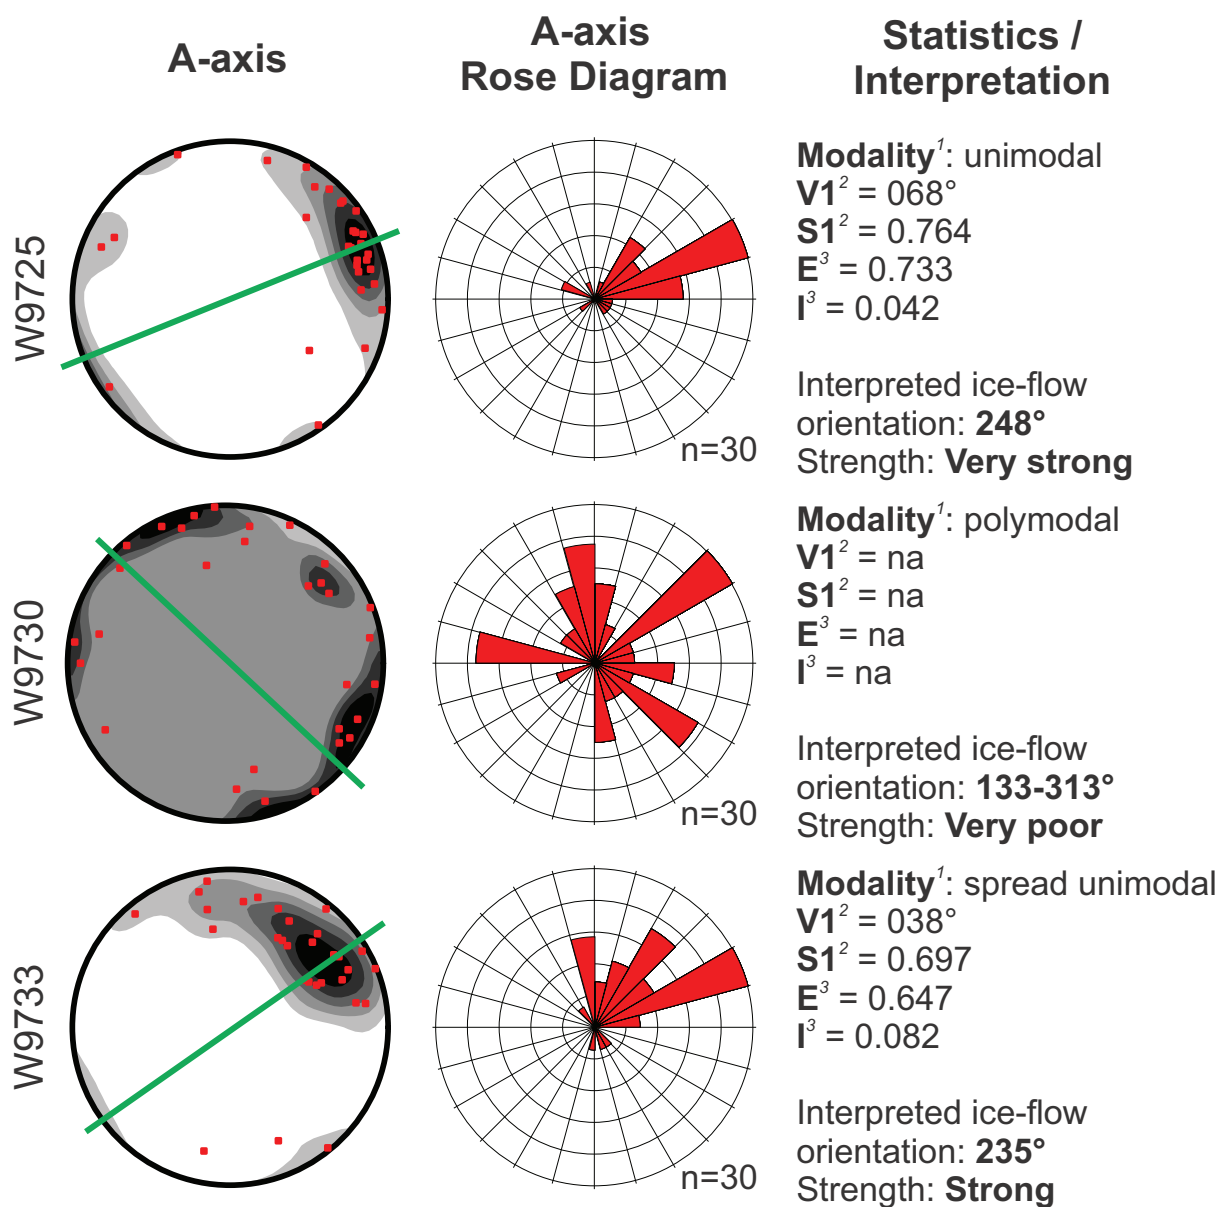 A-axis
A-axis
Rose Diagram
Statistics /
Interpretation
W9725
n=30
Modality¹: unimodal
V1² = 068°
S1² = 0.764
E³ = 0.733
I³ = 0.042
Interpreted ice-flow
orientation: 248°
Strength: Very strong
W9730
n=30
Modality¹: polymodal
V1² = na
S1² = na
E³ = na
I³ = na
Interpreted ice-flow
orientation: 133-313°
Strength: Very poor
W9733
n=30
Modality¹: spread unimodal
V1² = 038°
S1² = 0.697
E³ = 0.647
I³ = 0.082
Interpreted ice-flow
orientation: 235°
Strength: Strong